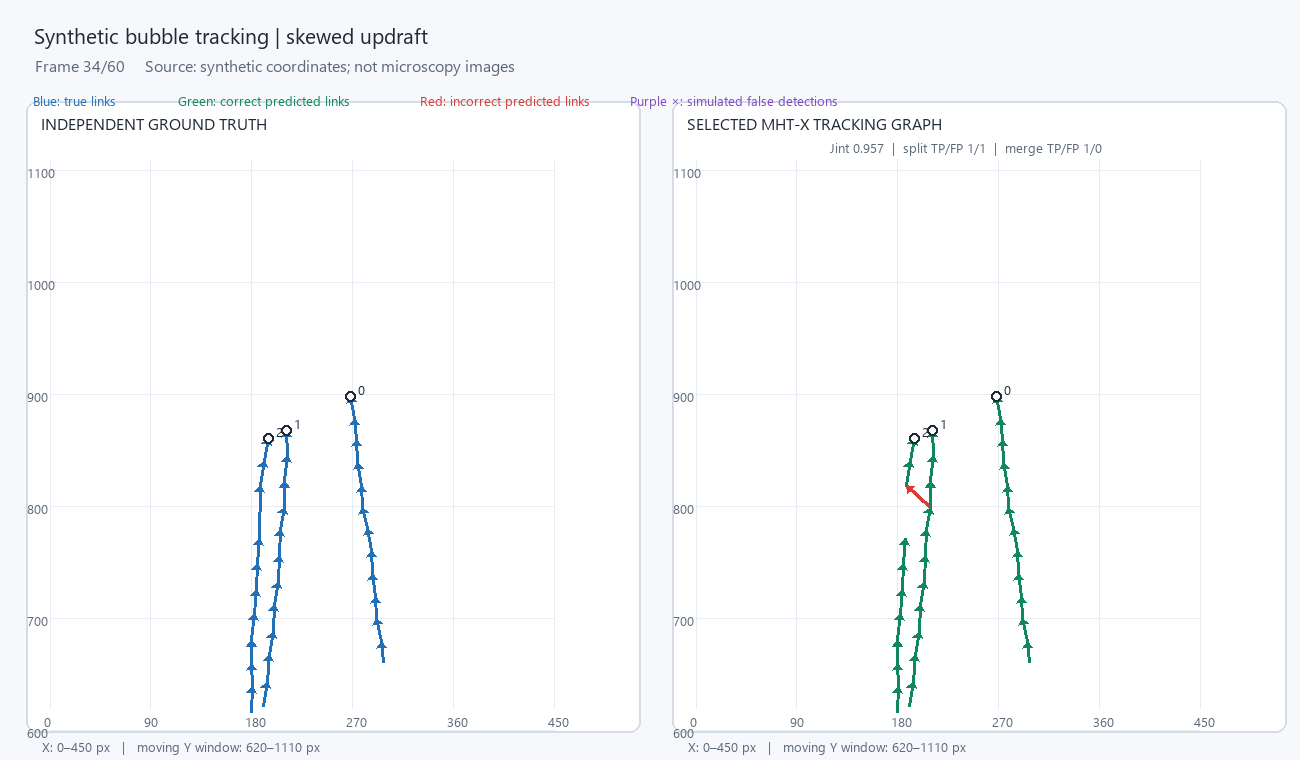 Synthetic bubble tracking | skewed updraft
Frame 34/60 Source: synthetic coordinates; not microscopy images
Blue: true links Green: correct predicted links Red: incorrect predicted links Purple ×: simulated false detections
INDEPENDENT GROUND TRUTH
1100
1000
900
800
700
600
0
1
2
0 90 180 270 360 450
X: 0–450 px | moving Y window: 620–1110 px
SELECTED MHT-X TRACKING GRAPH
Jint 0.957 | split TP/FP 1/1 | merge TP/FP 1/0
1100
1000
900
800
700
600
0
1
2
0 90 180 270 360 450
X: 0–450 px | moving Y window: 620–1110 px